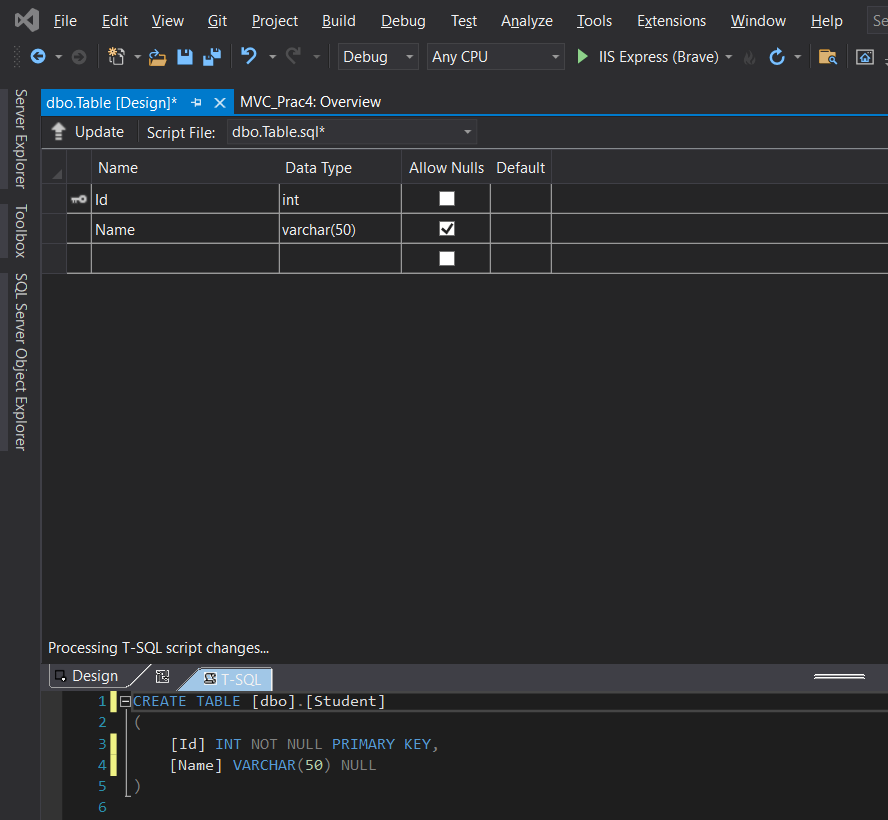 File Edit View Git Project Build Debug Test Analyze Tools Extensions Window Help Se
Debug Any CPU IIS Express (Brave)
Server Explorer
Toolbox
SQL Server Object Explorer
dbo.Table [Design]* MVC_Prac4: Overview
Update Script File: dbo.Table.sql*
Name Data Type Allow Nulls Default
Id int
Name varchar(50)
Processing T-SQL script changes...
Design T-SQL
1 CREATE TABLE [dbo].[Student]
2 (
3 [Id] INT NOT NULL PRIMARY KEY,
4 [Name] VARCHAR(50) NULL
5 )
6